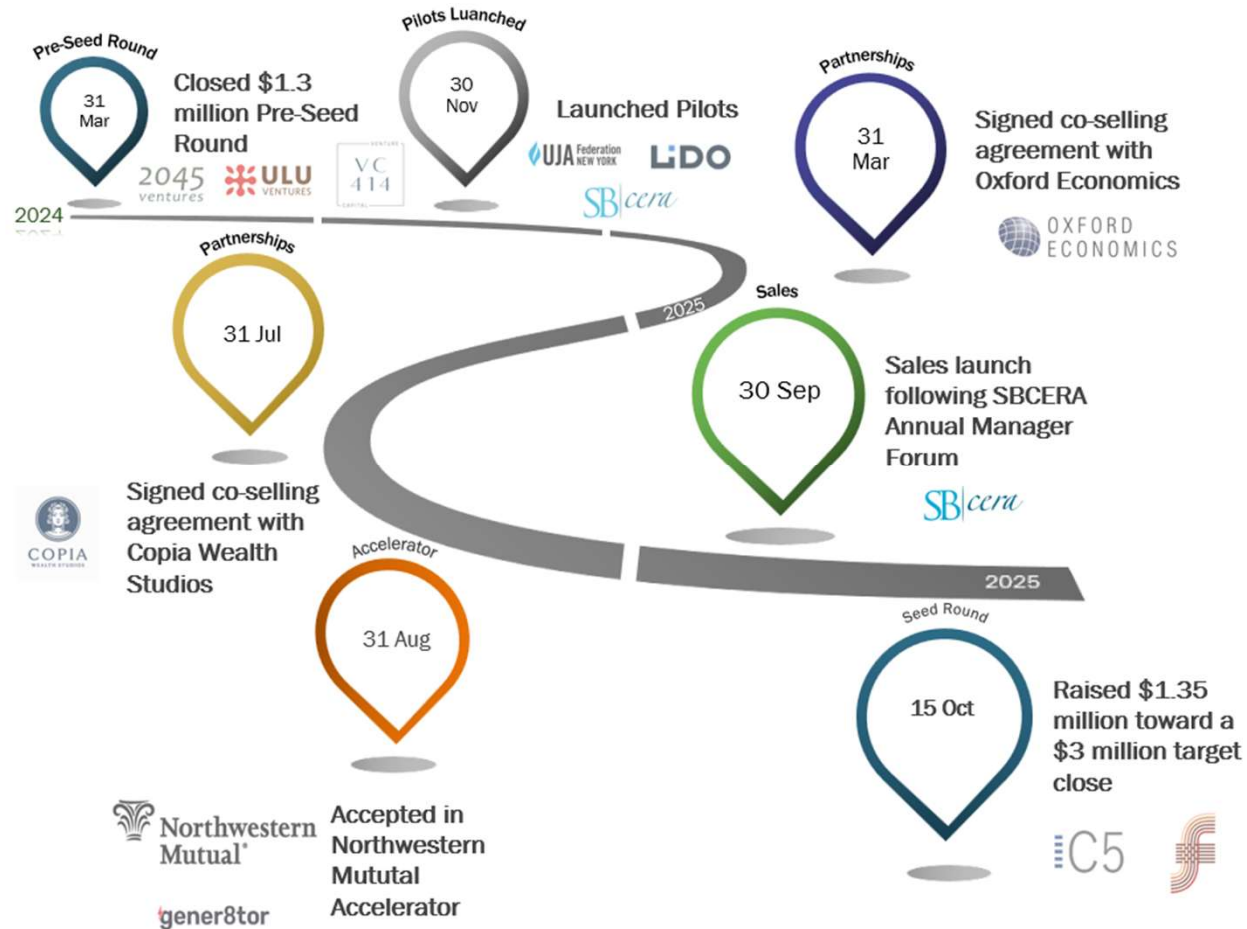 Pre-Seed Round
31
Mar
Closed $1.3
million Pre-Seed
Round
2045
ventures
ULU
VENTURES
VENTURE
VC
414
CAPITAL
Pilots Luanched
30
Nov
Launched Pilots
UJA Federation
NEW YORK
LiDO
SB cera
Partnerships
31
Mar
Signed co-selling
agreement with
Oxford Economics
OXFORD
ECONOMICS
2024
2025
Partnerships
31 Jul
Signed co-selling
agreement with
Copia Wealth
Studios
COPIA
WEALTH STUDIOS
Sales
30 Sep
Sales launch
following SBCERA
Annual Manager
Forum
SB cera
2025
Accelerator
31 Aug
Northwestern
Mutual®
gener8tor
Accepted in
Northwestern
Mututal
Accelerator
Seed Round
15 Oct
Raised $1.35
million toward a
$3 million target
close
C5